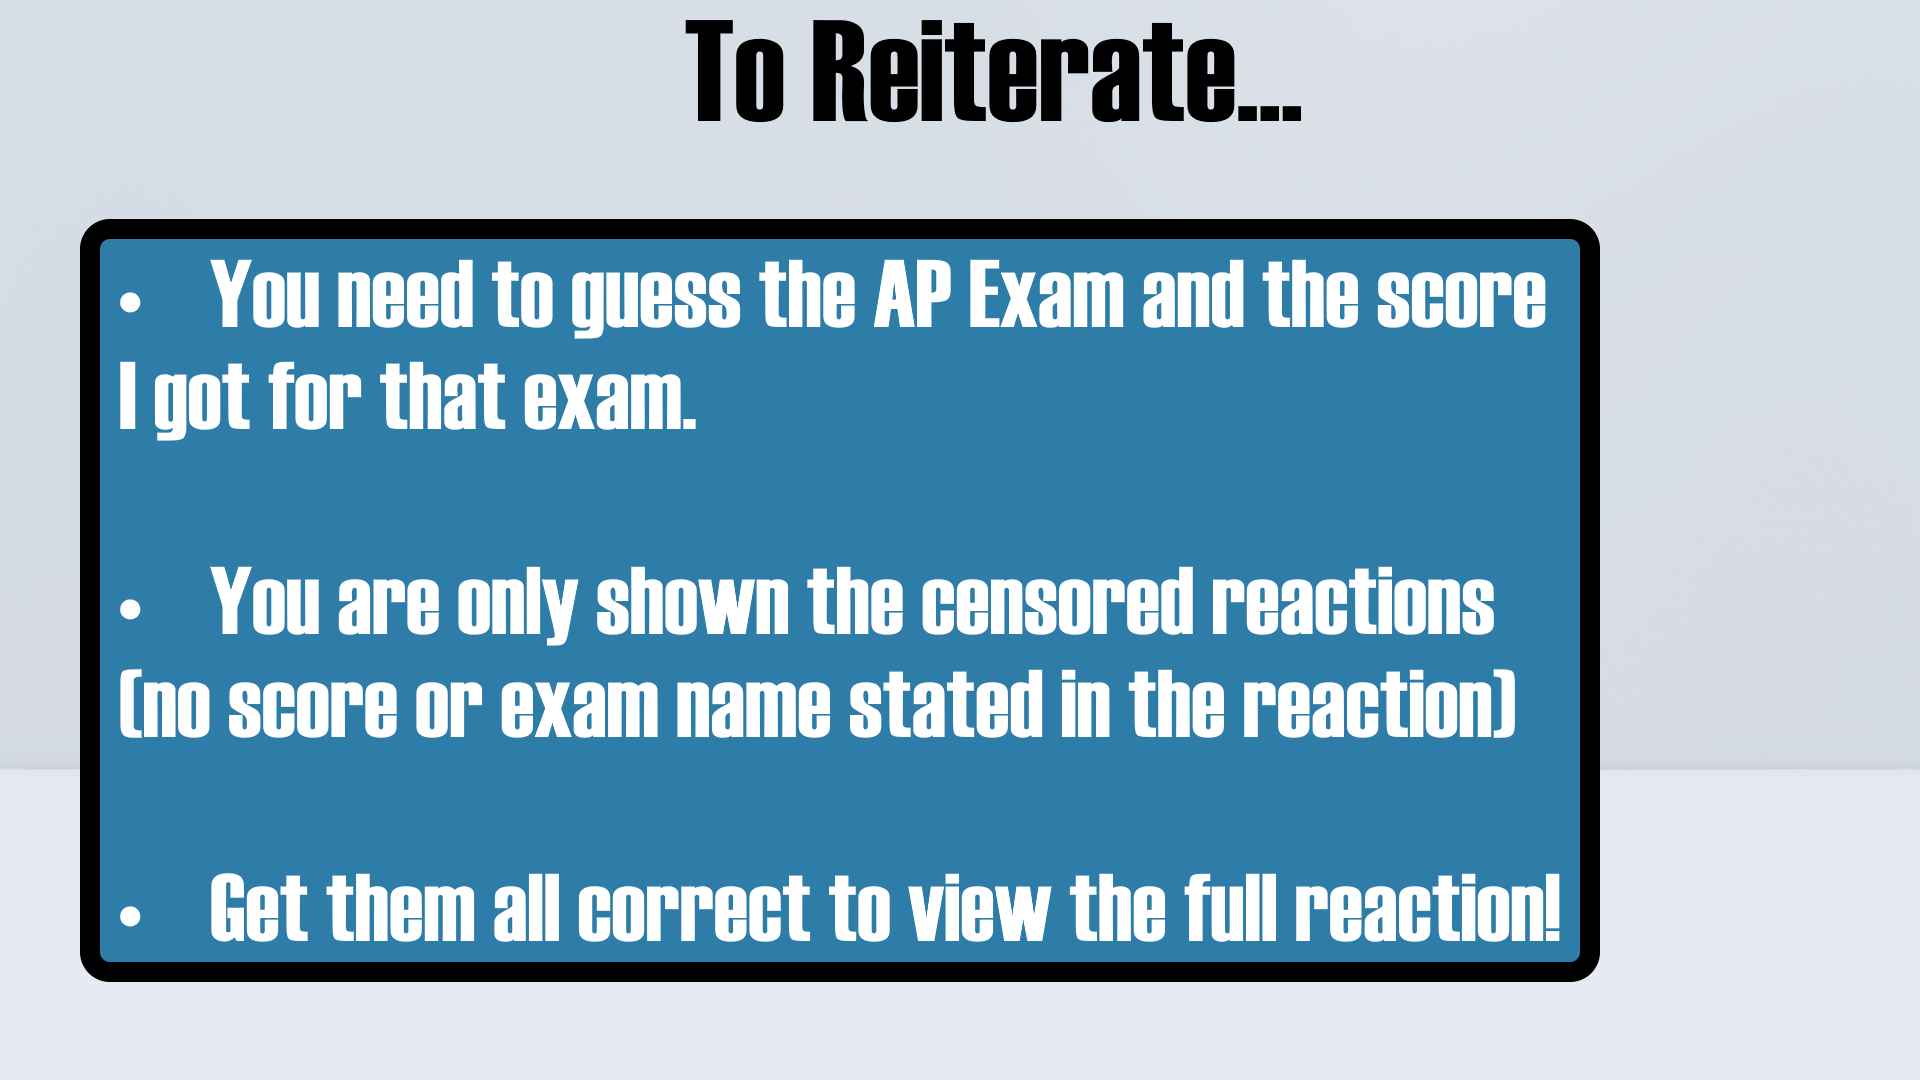 To Reiterate...
• You need to guess the AP Exam and the score
I got for that exam.
• You are only shown the censored reactions
(no score or exam name stated in the reaction)
• Get them all correct to view the full reaction!